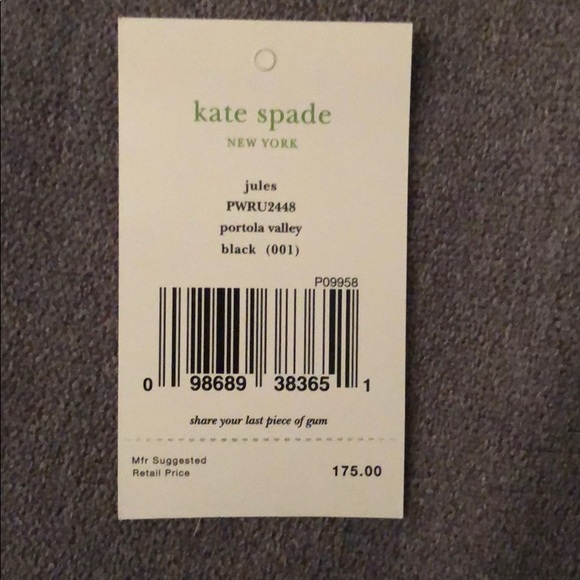 kate spade
NEW YORK
jules
PWRU2448
portola valley
black (001)
P09958
0 98689 38365 1
share your last piece of gum
Mfr Suggested
Retail Price 175.00